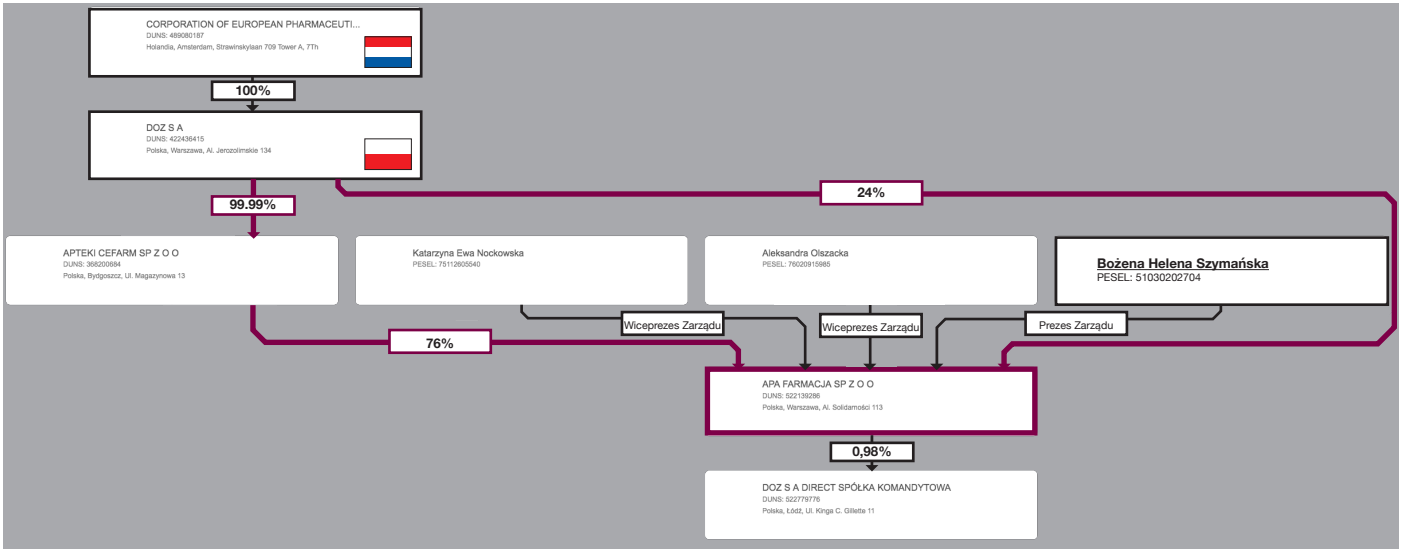 CORPORATION OF EUROPEAN PHARMACEUTI...
DUNS: 489080187
Holandia, Amsterdam, Strawinskylaan 709 Tower A, 7Th
100%
DOZ S A
DUNS: 422436415
Polska, Warszawa, Al. Jerozolimskie 134
24%
99.99%
APTEKI CEFARM SP Z O O
DUNS: 368200684
Polska, Bydgoszcz, Ul. Magazynowa 13
Katarzyna Ewa Nockowska
PESEL: 75112605540
Aleksandra Olszacka
PESEL: 76020915985
Bożena Helena Szymańska
PESEL: 51030202704
Wiceprezes Zarządu
Wiceprezes Zarządu
Prezes Zarządu
76%
APA FARMACJA SP Z O O
DUNS: 522139286
Polska, Warszawa, Al. Solidarności 113
0,98%
DOZ S A DIRECT SPÓŁKA KOMANDYTOWA
DUNS: 522779776
Polska, Łódź, Ul. Kinga C. Gillette 11